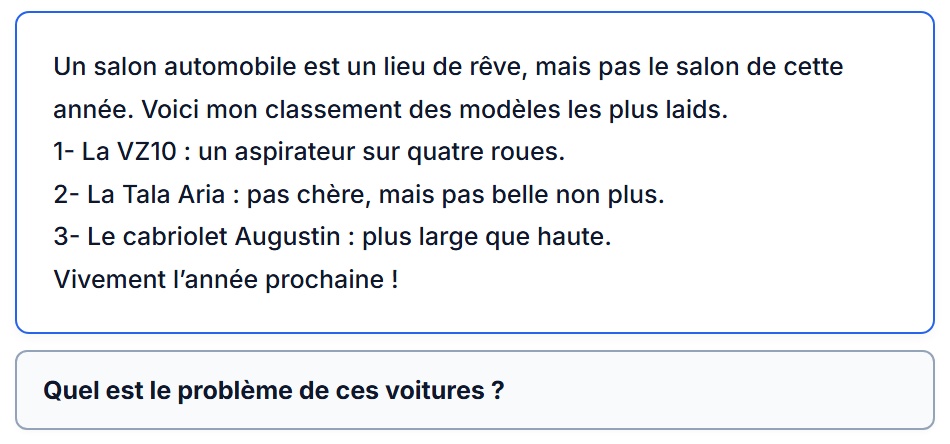 Un salon automobile est un lieu de rêve, mais pas le salon de cette
année. Voici mon classement des modèles les plus laids.
1- La VZ10 : un aspirateur sur quatre roues.
2- La Tala Aria : pas chère, mais pas belle non plus.
3- Le cabriolet Augustin : plus large que haute.
Vivement l’année prochaine !
Quel est le problème de ces voitures ?